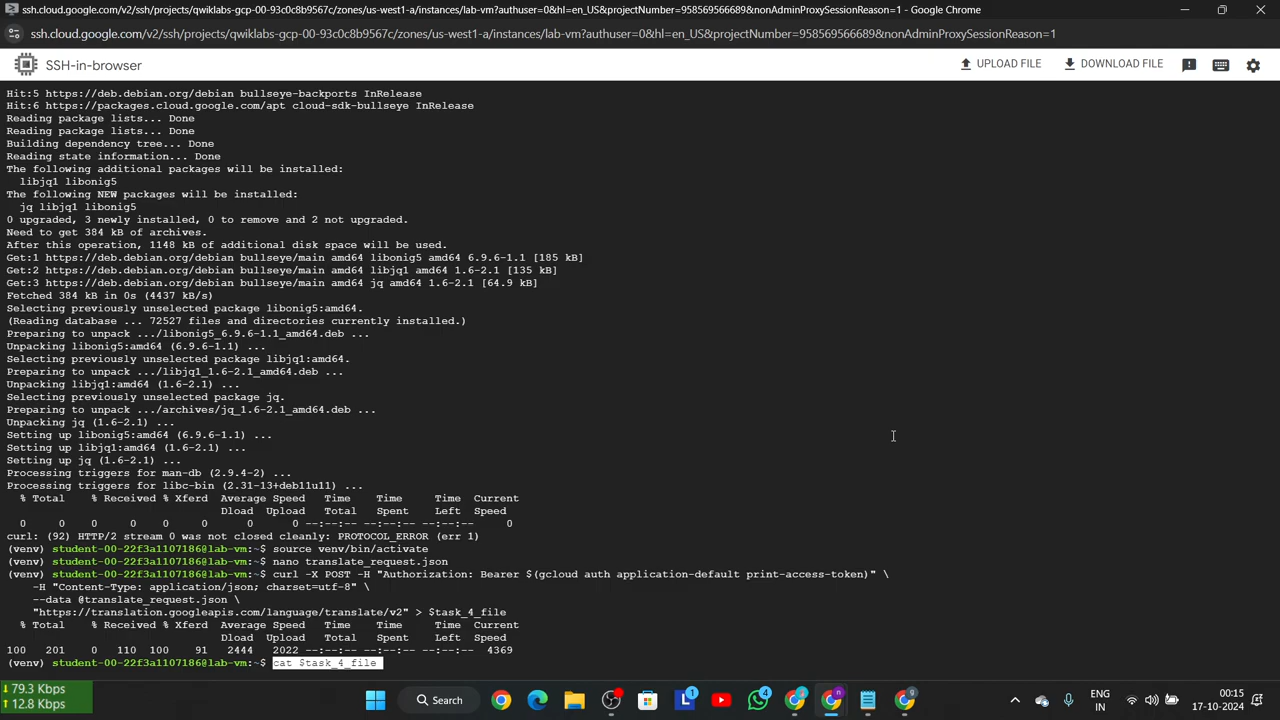 ssh.cloud.google.com/v2/ssh/projects/qwiklabs-gcp-00-93c0c8b9567c/zones/us-west1-a/instances/lab-vm?authuser=0&hl=en_US&projectNumber=958569566689&nonAdminProxySessionReason=1 - Google Chrome
ssh.cloud.google.com/v2/ssh/projects/qwiklabs-gcp-00-93c0c8b9567c/zones/us-west1-a/instances/lab-vm?authuser=0&hl=en_US&projectNumber=958569566689&nonAdminProxySessionReason=1
SSH-in-browser UPLOAD FILE DOWNLOAD FILE
Hit:5 https://deb.debian.org/debian bullseye-backports InRelease
Hit:6 https://packages.cloud.google.com/apt cloud-sdk-bullseye InRelease
Reading package lists... Done
Reading package lists... Done
Building dependency tree... Done
Reading state information... Done
The following additional packages will be installed:
libjq1 libonig5
The following NEW packages will be installed:
jq libjq1 libonig5
0 upgraded, 3 newly installed, 0 to remove and 2 not upgraded.
Need to get 384 kB of archives.
After this operation, 1148 kB of additional disk space will be used.
Get:1 https://deb.debian.org/debian bullseye/main amd64 libonig5 amd64 6.9.6-1.1 [185 kB]
Get:2 https://deb.debian.org/debian bullseye/main amd64 libjq1 amd64 1.6-2.1 [135 kB]
Get:3 https://deb.debian.org/debian bullseye/main amd64 jq amd64 1.6-2.1 [64.9 kB]
Fetched 384 kB in 0s (4437 kB/s)
Selecting previously unselected package libonig5:amd64.
(Reading database ... 72527 files and directories currently installed.)
Preparing to unpack .../libonig5_6.9.6-1.1_amd64.deb ...
Unpacking libonig5:amd64 (6.9.6-1.1) ...
Selecting previously unselected package libjq1:amd64.
Preparing to unpack .../libjq1_1.6-2.1_amd64.deb ...
Unpacking libjq1:amd64 (1.6-2.1) ...
Selecting previously unselected package jq.
Preparing to unpack .../archives/jq_1.6-2.1_amd64.deb ...
Unpacking jq (1.6-2.1) ...
Setting up libonig5:amd64 (6.9.6-1.1) ...
Setting up libjq1:amd64 (1.6-2.1) ...
Setting up jq (1.6-2.1) ...
Processing triggers for man-db (2.9.4-2) ...
Processing triggers for libc-bin (2.31-13+deb11u11) ...
% Total % Received % Xferd Average Speed Time Time Time Current
Dload Upload Total Spent Left Speed
0 0 0 0 0 0 0 0 --:--:-- --:--:-- --:--:-- 0
curl: (92) HTTP/2 stream 0 was not closed cleanly: PROTOCOL_ERROR (err 1)
(venv) student-00-22f3a1107186@lab-vm:~$ source venv/bin/activate
(venv) student-00-22f3a1107186@lab-vm:~$ nano translate_request.json
(venv) student-00-22f3a1107186@lab-vm:~$ curl -X POST -H "Authorization: Bearer $(gcloud auth application-default print-access-token)" \
-H "Content-Type: application/json; charset=utf-8" \
--data @translate_request.json \
"https://translation.googleapis.com/language/translate/v2" > $task_4_file
% Total % Received % Xferd Average Speed Time Time Time Current
Dload Upload Total Spent Left Speed
100 201 0 110 100 91 2444 2022 --:--:-- --:--:-- --:--:-- 4369
(venv) student-00-22f3a1107186@lab-vm:~$ cat $task_4_file
79.3 Kbps
12.8 Kbps
Search
1
4
ENG
IN
00:15
17-10-2024